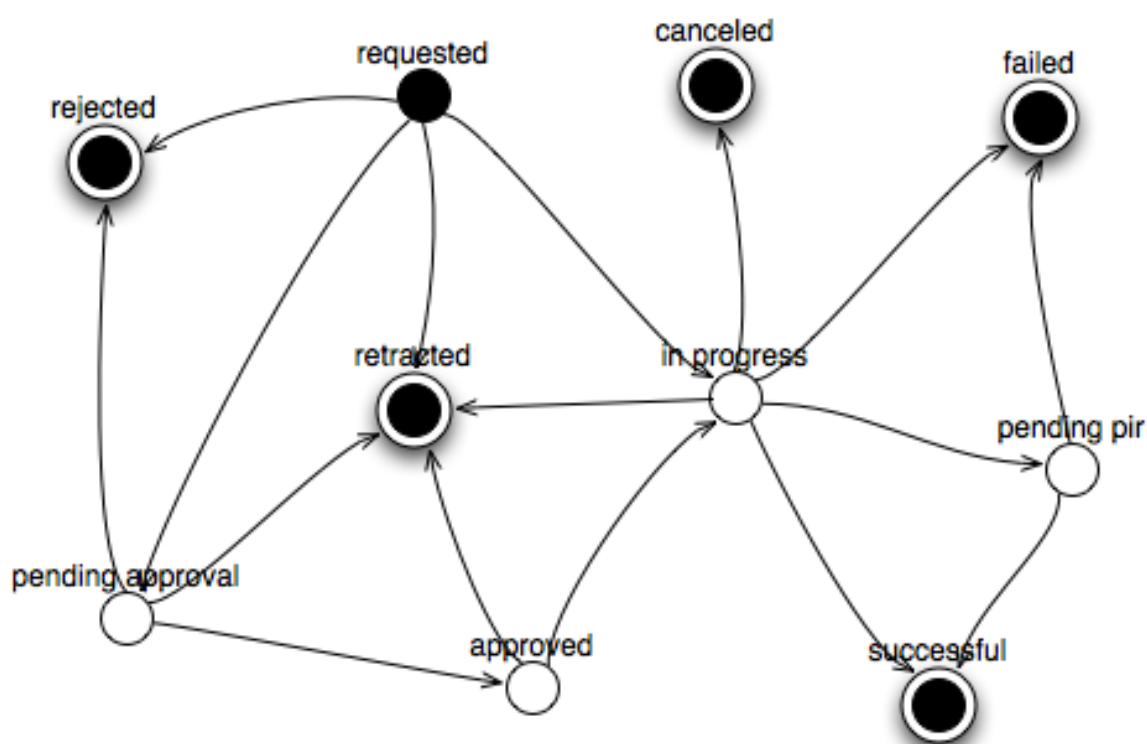 canceled
requested
failed
rejected
retracted
in progress
pending pir
pending approval
approved
successful